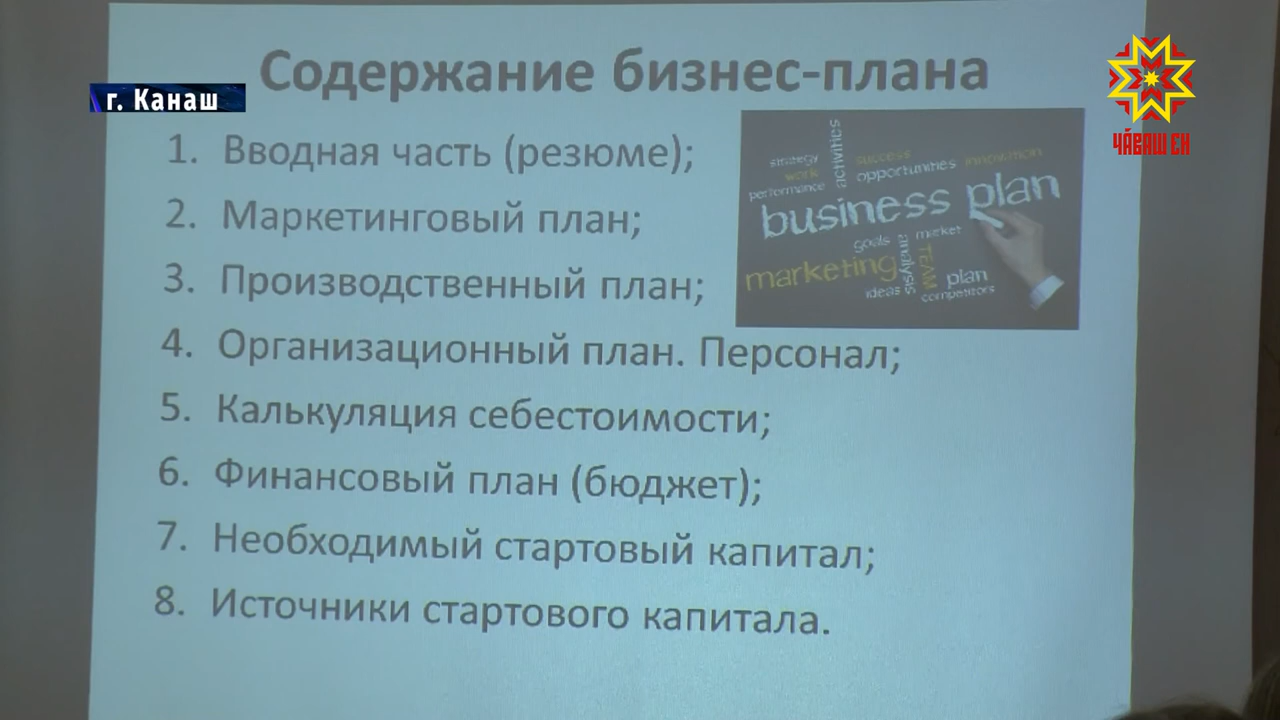 Содержание бизнес-плана
г. Канаш
ЧӐВАШ ЕН
1. Вводная часть (резюме);
2. Маркетинговый план;
3. Производственный план;
4. Организационный план. Персонал;
5. Калькуляция себестоимости;
6. Финансовый план (бюджет);
7. Необходимый стартовый капитал;
8. Источники стартового капитала.
strategy
activities
success
work
opportunities
innovation
performance
business plan
goals
market
analysis
TEAM
marketing
plan
ideas
competitors